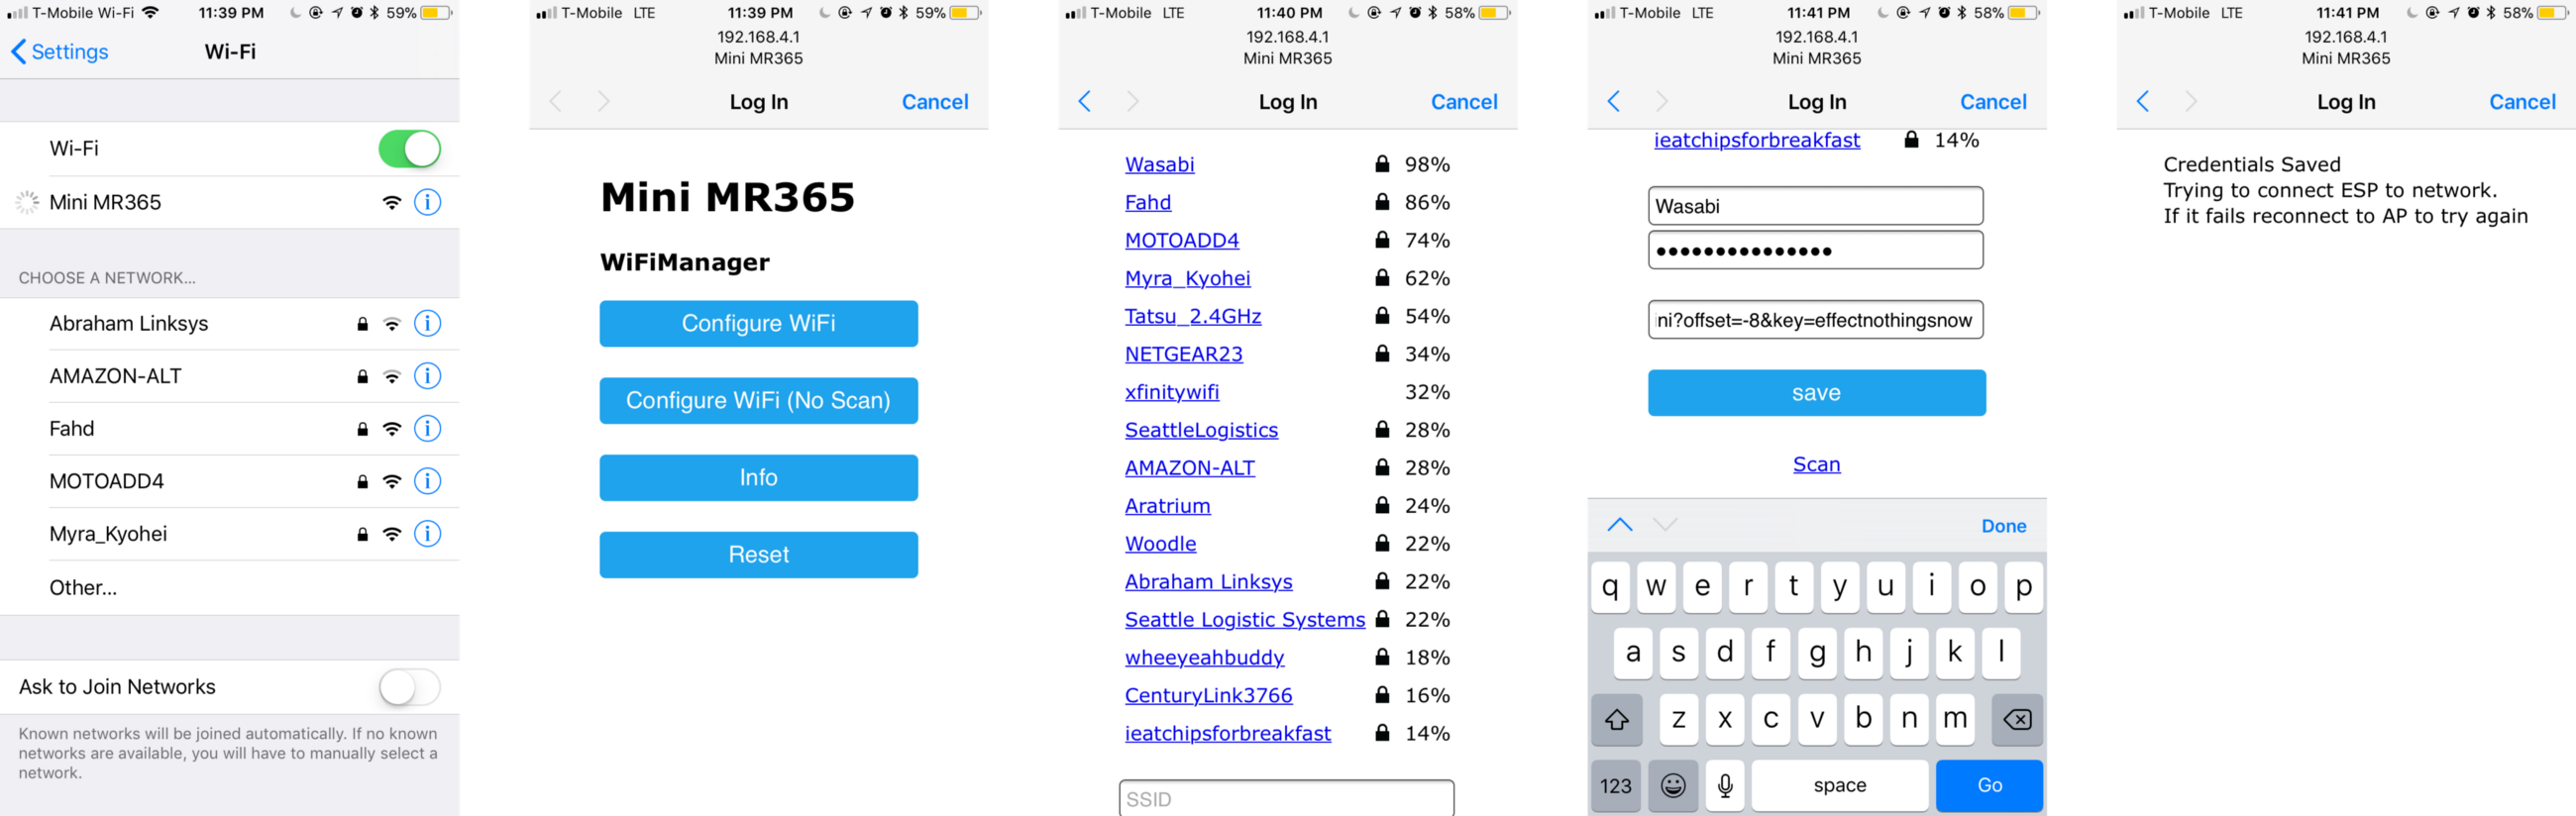 T-Mobile Wi-Fi 11:39 PM 59%
Settings Wi-Fi
Wi-Fi
Mini MR365
CHOOSE A NETWORK...
Abraham Linksys
AMAZON-ALT
Fahd
MOTOADD4
Myra_Kyohei
Other...
Ask to Join Networks
Known networks will be joined automatically. If no known
networks are available, you will have to manually select a
network.
T-Mobile LTE 11:39 PM 59%
192.168.4.1
Mini MR365
Log In Cancel
Mini MR365
WiFiManager
Configure WiFi
Configure WiFi (No Scan)
Info
Reset
T-Mobile LTE 11:40 PM 58%
192.168.4.1
Mini MR365
Log In Cancel
Wasabi 98%
Fahd 86%
MOTOADD4 74%
Myra_Kyohei 62%
Tatsu_2.4GHz 54%
NETGEAR23 34%
xfinitywifi 32%
SeattleLogistics 28%
AMAZON-ALT 28%
Aratrium 24%
Woodle 22%
Abraham Linksys 22%
Seattle Logistic Systems 22%
wheeyeahbuddy 18%
CenturyLink3766 16%
ieatchipsforbreakfast 14%
SSID
T-Mobile LTE 11:41 PM 58%
192.168.4.1
Mini MR365
Log In Cancel
ieatchipsforbreakfast 14%
Wasabi
•••••••••••••••
ni?offset=-8&key=effectnothingsnow
save
Scan
Done
q w e r t y u i o p
a s d f g h j k l
z x c v b n m
123 space Go
T-Mobile LTE 11:41 PM 58%
192.168.4.1
Mini MR365
Log In Cancel
Credentials Saved
Trying to connect ESP to network.
If it fails reconnect to AP to try again